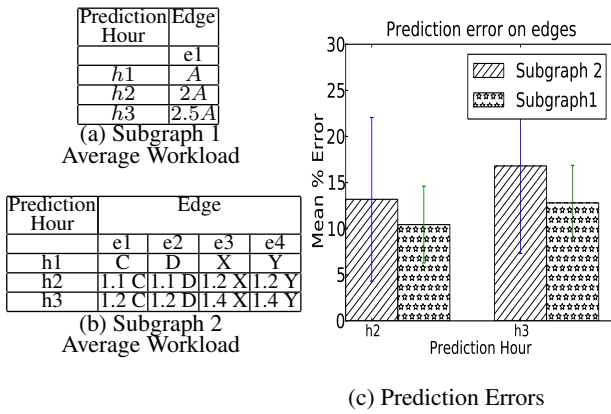 Prediction Hour Edge
e1
h1 A
h2 2A
h3 2.5A
(a) Subgraph 1
Average Workload
Prediction Hour Edge
e1 e2 e3 e4
h1 C D X Y
h2 1.1 C 1.1 D 1.2 X 1.2 Y
h3 1.2 C 1.2 D 1.4 X 1.4 Y
(b) Subgraph 2
Average Workload
Prediction error on edges
Mean % Error
30
25
20
15
10
5
0
Subgraph 2
Subgraph1
h2 h3
Prediction Hour
(c) Prediction Errors